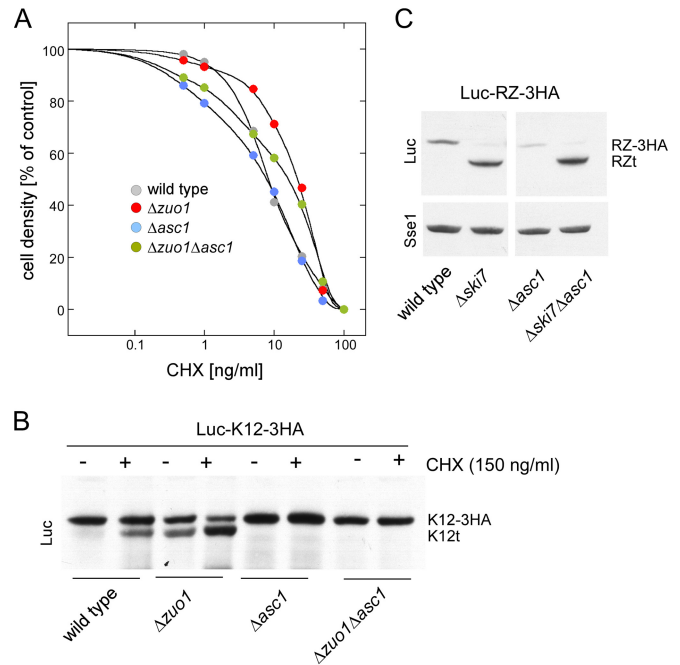 A
cell density [% of control]
100
80
60
40
20
0
wild type
Δzuo1
Δasc1
Δzuo1Δasc1
0.1
1
10
100
CHX [ng/ml]
C
Luc-RZ-3HA
Luc
RZ-3HA
RZt
Sse1
wild type
Δski7
Δasc1
Δski7Δasc1
B
Luc-K12-3HA
- + - + - + - + CHX (150 ng/ml)
Luc
K12-3HA
K12t
wild type
Δzuo1
Δasc1
Δzuo1Δasc1